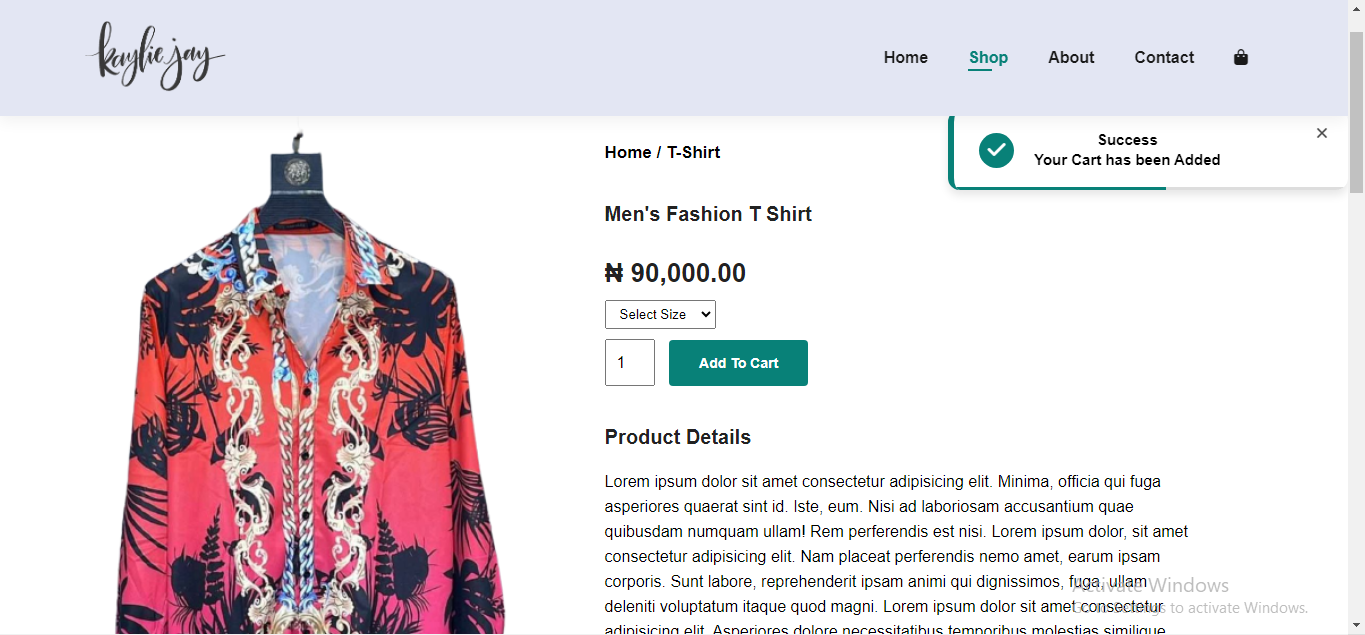 kaylie jay
Home Shop About Contact
Success
Your Cart has been Added
Home / T-Shirt
Men's Fashion T Shirt
₦ 90,000.00
Select Size
1 Add To Cart
Product Details
Lorem ipsum dolor sit amet consectetur adipisicing elit. Minima, officia qui fuga
asperiores quaerat sint id. Iste, eum. Nisi ad laboriosam accusantium quae
quibusdam numquam ullam! Rem perferendis est nisi. Lorem ipsum dolor, sit amet
consectetur adipisicing elit. Nam placeat perferendis nemo amet, earum ipsam
corporis. Sunt labore, reprehenderit ipsam animi qui dignissimos, fuga, ullam
deleniti voluptatum itaque quod magni. Lorem ipsum dolor sit amet consectetur
adipisicing elit. Asperiores dolore necessitatibus temporibus molestias similique
Activate Windows
Go to Settings to activate Windows.